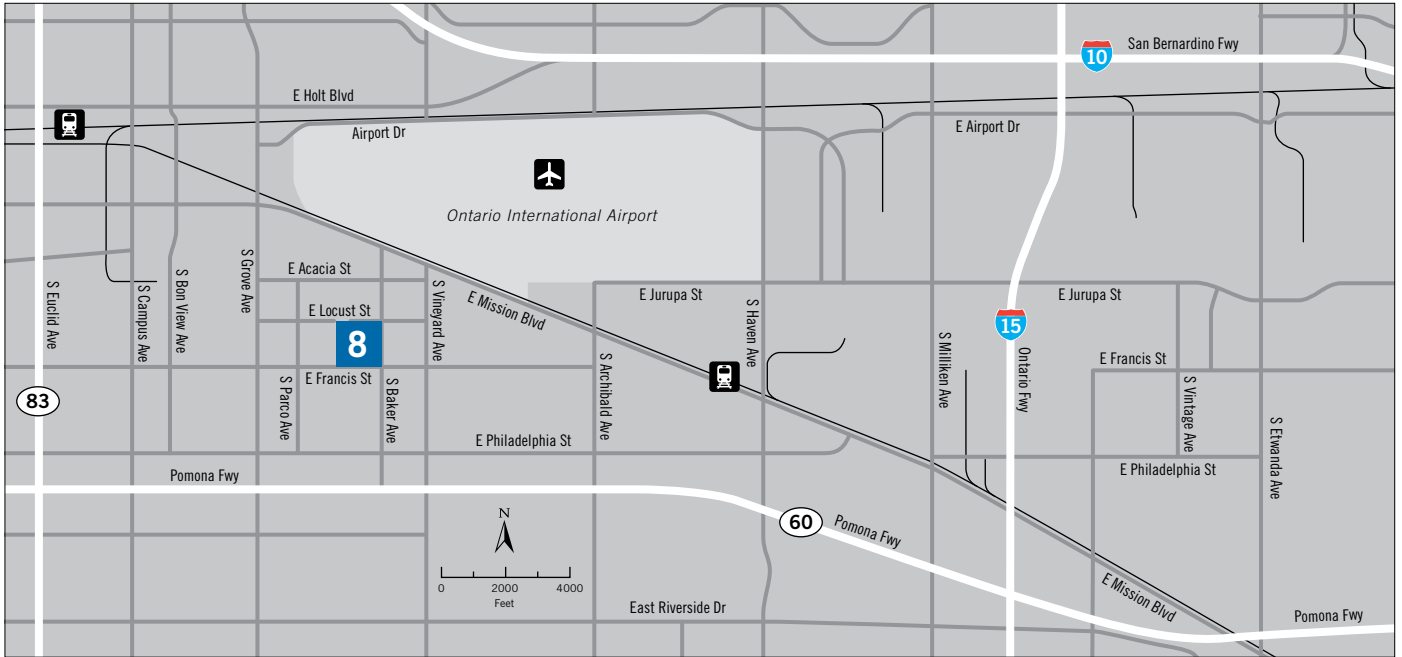 San Bernardino Fwy
10
E Holt Blvd
Airport Dr
E Airport Dr
Ontario International Airport
S Euclid Ave
S Campus Ave
S Bon View Ave
S Grove Ave
E Acacia St
E Locust St
8
E Francis St
S Parco Ave
S Baker Ave
S Vineyard Ave
E Mission Blvd
E Jurupa St
S Haven Ave
S Archibald Ave
S Milliken Ave
15
Ontario Fwy
E Jurupa St
E Francis St
S Vintage Ave
S Etwanda Ave
83
E Philadelphia St
E Philadelphia St
Pomona Fwy
60
Pomona Fwy
N
0 2000 4000
Feet
East Riverside Dr
E Mission Blvd
Pomona Fwy